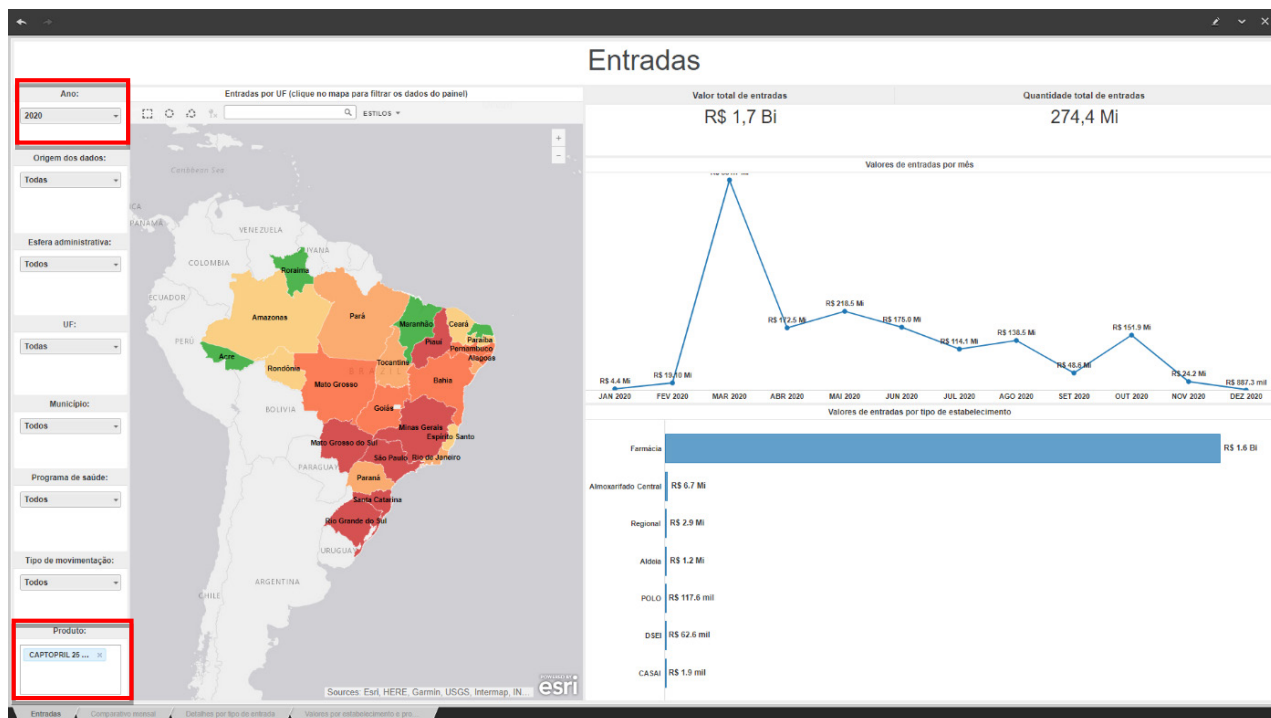 Entradas
Ano:
2020
Origem dos dados:
Todas
Esfera administrativa:
Todos
UF:
Todas
Município:
Todos
Programa de saúde:
Todos
Tipo de movimentação:
Todos
Produto:
CAPTOPRIL 25 ... ×
Entradas por UF (clique no mapa para filtrar os dados do painel)
ESTILOS
+
−
Caribbean Sea
PANAMA
VENEZUELA
GUYANA
COLOMBIA
ECUADOR
PERÚ
BRAZIL
BOLIVIA
PARAGUAY
CHILE
ARGENTINA
URUGUAY
Roraima
Amazonas
Pará
Maranhão
Ceará
Paraíba
Piauí
Pernambuco
Alagoas
Acre
Rondônia
Tocantins
Mato Grosso
Bahia
Goiás
Minas Gerais
Espírito Santo
Mato Grosso do Sul
São Paulo
Rio de Janeiro
Paraná
Santa Catarina
Rio Grande do Sul
Sources: Esri, HERE, Garmin, USGS, Intermap, IN...
POWERED BY
esri
Valor total de entradas
R$ 1,7 Bi
Quantidade total de entradas
274,4 Mi
Valores de entradas por mês
R$ 4.4 Mi
R$ 19.10 Mi
R$ 172.5 Mi
R$ 218.5 Mi
R$ 175.0 Mi
R$ 114.1 Mi
R$ 138.5 Mi
R$ 151.9 Mi
R$ 24.2 Mi
R$ 887.3 mil
JAN 2020 FEV 2020 MAR 2020 ABR 2020 MAI 2020 JUN 2020 JUL 2020 AGO 2020 SET 2020 OUT 2020 NOV 2020 DEZ 2020
Valores de entradas por tipo de estabelecimento
Farmácia R$ 1.6 Bi
Almoxarifado Central R$ 6.7 Mi
Regional R$ 2.9 Mi
Aldeia R$ 1.2 Mi
POLO R$ 117.6 mil
DSEI R$ 62.6 mil
CASAI R$ 1.9 mil
Entradas
Comparativo mensal
Detalhes por tipo de entrada
Valores por estabelecimento e pro...